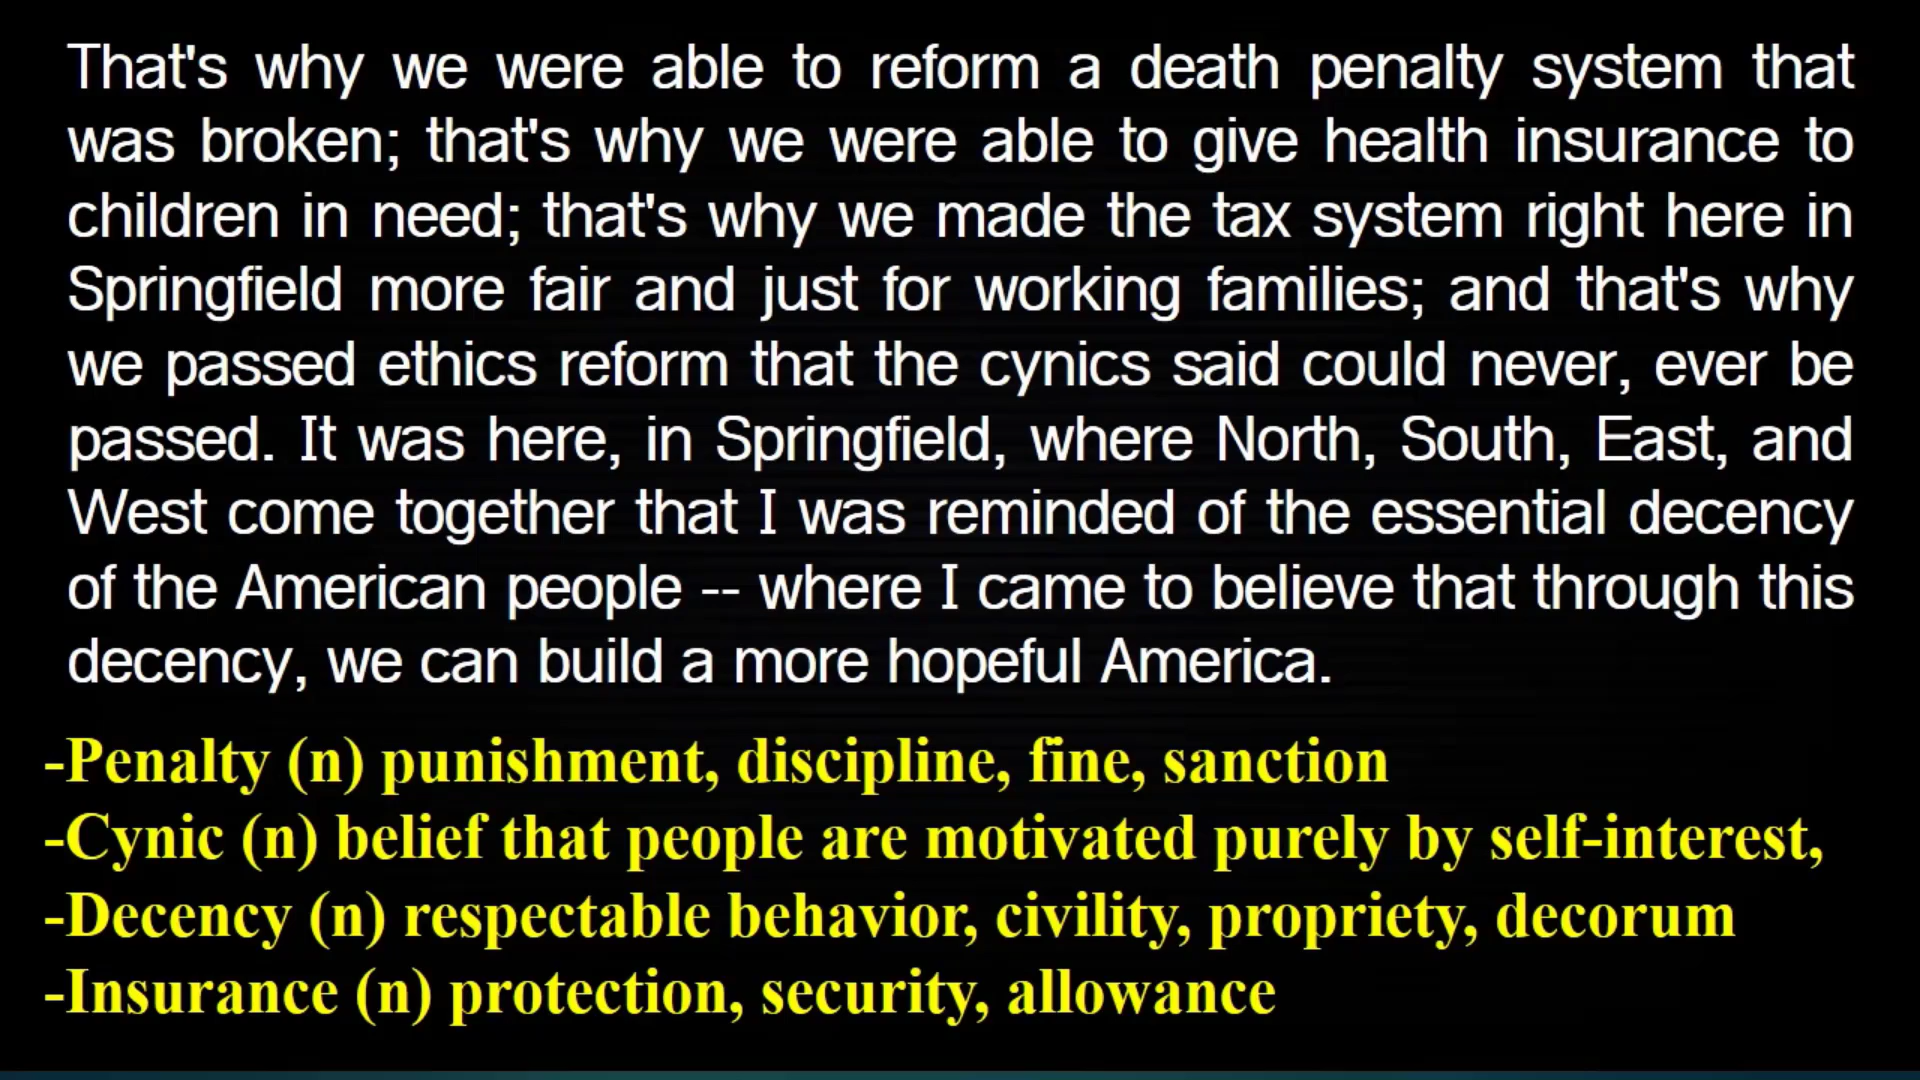 That's why we were able to reform a death penalty system that
was broken; that's why we were able to give health insurance to
children in need; that's why we made the tax system right here in
Springfield more fair and just for working families; and that's why
we passed ethics reform that the cynics said could never, ever be
passed. It was here, in Springfield, where North, South, East, and
West come together that I was reminded of the essential decency
of the American people -- where I came to believe that through this
decency, we can build a more hopeful America.
-Penalty (n) punishment, discipline, fine, sanction
-Cynic (n) belief that people are motivated purely by self-interest,
-Decency (n) respectable behavior, civility, propriety, decorum
-Insurance (n) protection, security, allowance